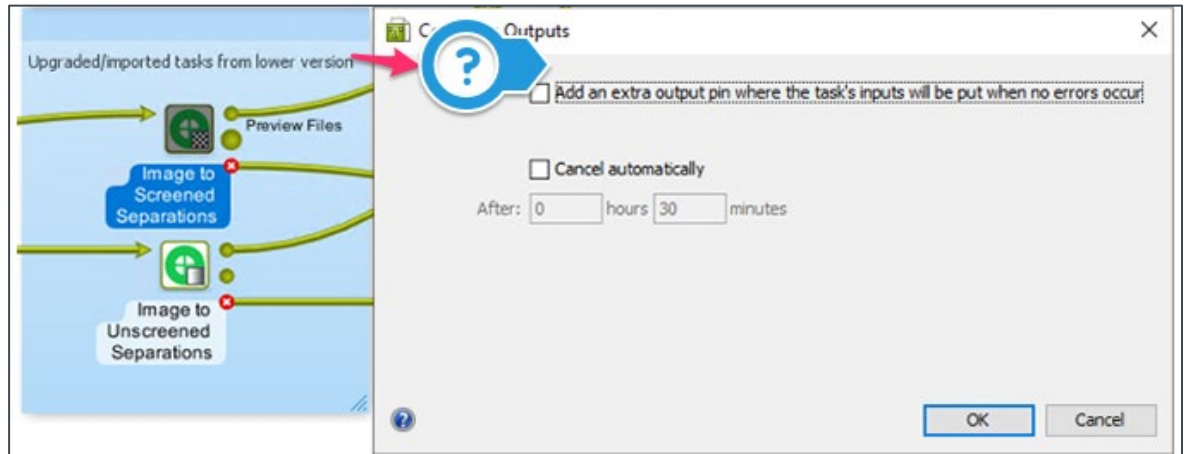 Upgraded/imported tasks from lower version
Preview Files
Image to
Screened
Separations
Image to
Unscreened
Separations
?
Outputs
Add an extra output pin where the task's inputs will be put when no errors occur
Cancel automatically
After: 0 hours 30 minutes
?
OK Cancel